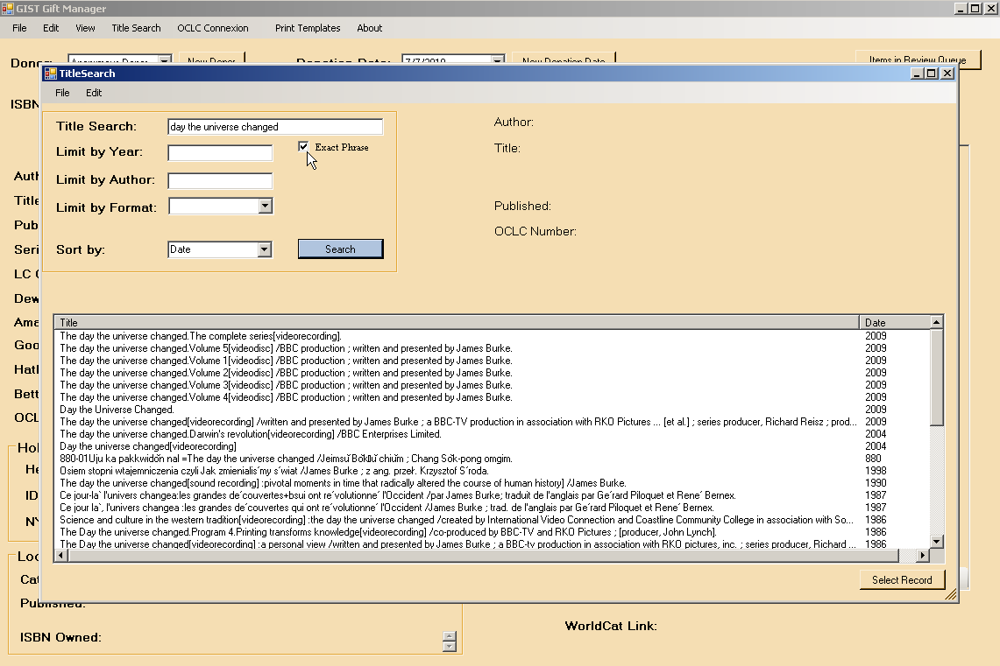 GIST Gift Manager
File Edit View Title Search OCLC Connexion Print Templates About
Donor: Anonymous Donor New Donor Donation Date: 7/7/2010 New Donation Date Items in Review Queue
TitleSearch
File Edit
ISBN
Title Search: day the universe changed
Limit by Year: Exact Phrase
Limit by Author:
Limit by Format:
Sort by: Date Search
Author:
Title:
Published:
OCLC Number:
Auth
Title
Pub
Seri
LC C
Dew
Ama
Goo
Hath
Bett
OCL
Title Date
The day the universe changed.The complete series[videorecording]. 2009
The day the universe changed.Volume 5[videodisc] /BBC production ; written and presented by James Burke. 2009
The day the universe changed.Volume 1[videodisc] /BBC production ; written and presented by James Burke. 2009
The day the universe changed.Volume 2[videodisc] /BBC production ; written and presented by James Burke. 2009
The day the universe changed.Volume 3[videodisc] /BBC production ; written and presented by James Burke. 2009
The day the universe changed.Volume 4[videodisc] /BBC production ; written and presented by James Burke. 2009
Day the Universe Changed. 2009
The day the universe changed[videorecording] /written and presented by James Burke ; a BBC-TV production in association with RKO Pictures ... [et al.] ; series producer, Richard Reisz ; prod... 2009
The day the universe changed.Darwin's revolution[videorecording] /BBC Enterprises Limited. 2004
Day the universe changed[videorecording] 2004
880-01Uju ka pakkwidŏn nal =The day the universe changed / ; Chang Sŏk-pong omgim. 880
Osiem stopni wtajemniczenia czyli Jak zmienialis´my s´wiat /James Burke ; z ang. przeł. Krzysztof S´roda. 1998
The day the universe changed[sound recording] :pivotal moments in time that radically altered the course of human history] /James Burke. 1990
Ce jour-la` l'univers changea:les grandes de´couvertes+bsui ont re´volutionne´ l'Occident /par James Burke; traduit de l'anglais par Ge´rard Piloquet et Rene´ Bernex. 1987
Ce jour la`, l'univers changea :les grandes de´couvertes qui ont re´volutionne´ l'Occident /James Burke ; trad. de l'anglais par Ge´rard Piloquet et Rene´ Bernex. 1987
Science and culture in the western tradition[videorecording] :the day the universe changed /created by International Video Connection and Coastline Community College in association with So... 1986
The Day the universe changed.Program 4.Printing transforms knowledge[videorecording] /co-produced by BBC-TV and RKO Pictures ; [producer, John Lynch]. 1986
The Day the universe changed[videorecording] :a personal view /written and presented by James Burke ; a BBC-tv production in association with RKO pictures, inc. ; series producer, Richard ... 1986
Hol
He
ID
NY
Loc
Cat
Select Record
Published:
WorldCat Link:
ISBN Owned: